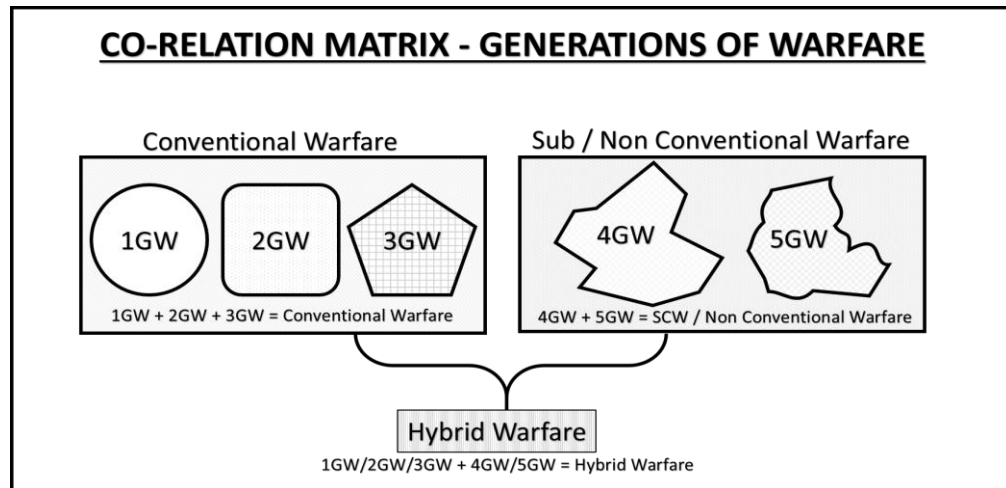 CO-RELATION MATRIX - GENERATIONS OF WARFARE
Conventional Warfare
1GW
2GW
3GW
1GW + 2GW + 3GW = Conventional Warfare
Sub / Non Conventional Warfare
4GW
5GW
4GW + 5GW = SCW / Non Conventional Warfare
Hybrid Warfare
1GW/2GW/3GW + 4GW/5GW = Hybrid Warfare